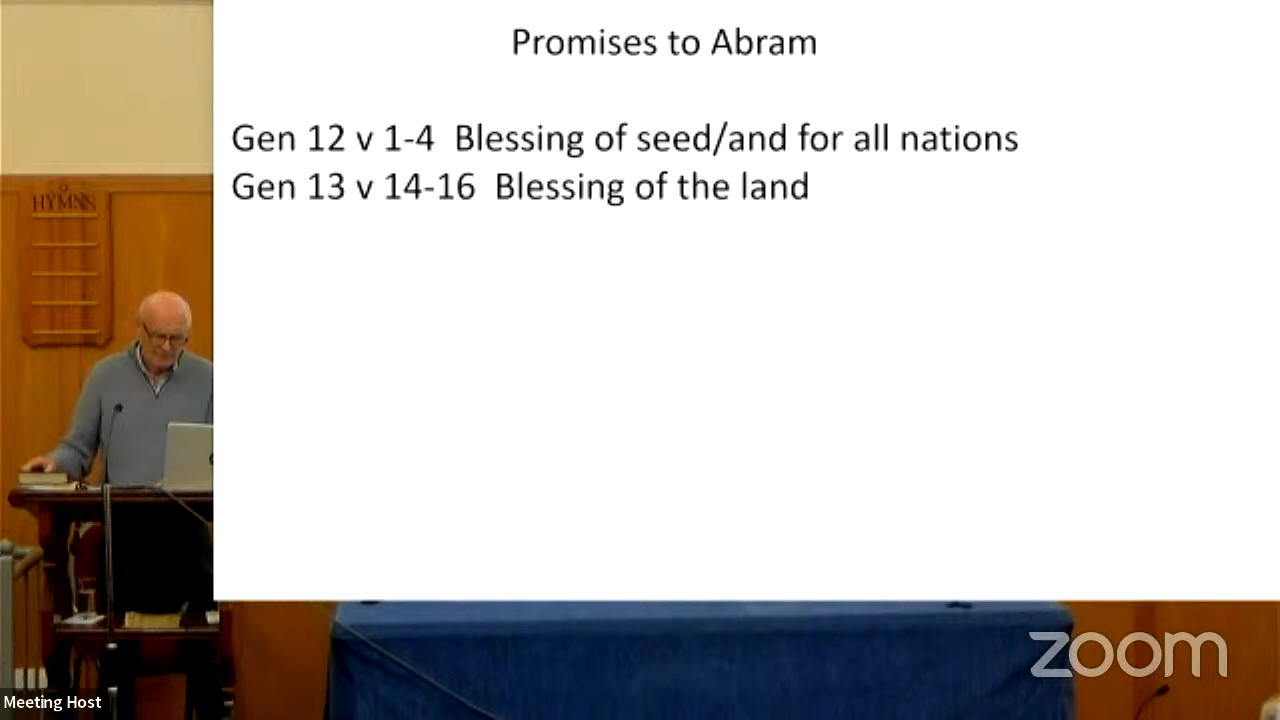 Promises to Abram
Gen 12 v 1-4 Blessing of seed/and for all nations
Gen 13 v 14-16 Blessing of the land
HYMNS
zoom
Meeting Host